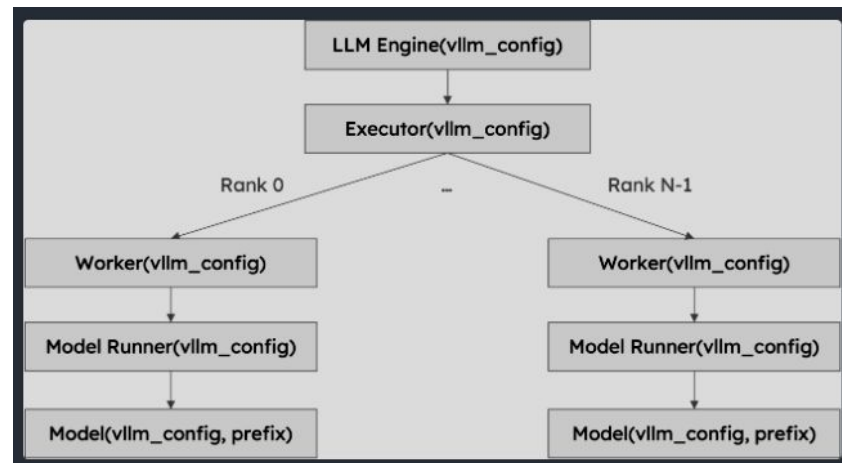 LLM Engine(vllm_config)
Executor(vllm_config)
Rank 0
...
Rank N-1
Worker(vllm_config)
Worker(vllm_config)
Model Runner(vllm_config)
Model Runner(vllm_config)
Model(vllm_config, prefix)
Model(vllm_config, prefix)